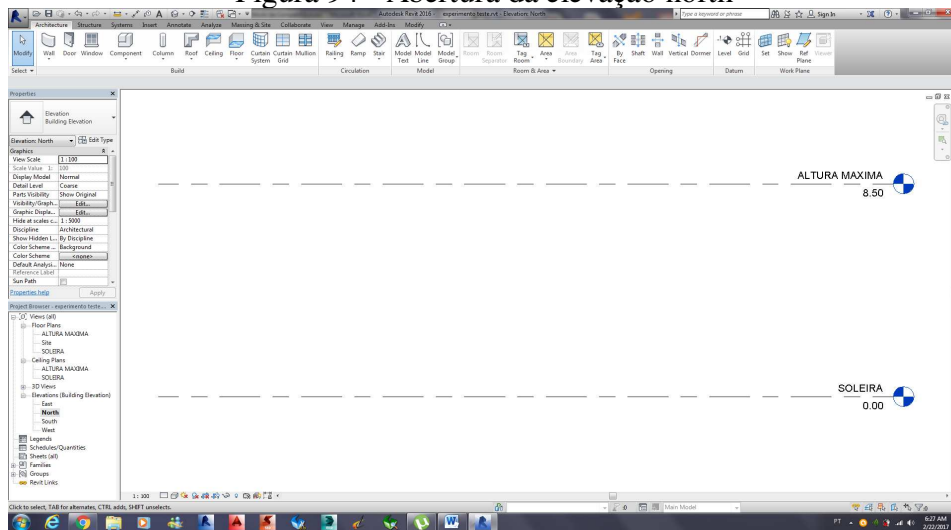 Figura 94 - Abertura da elevação north
Autodesk Revit 2016 - experimento teste.rvt - Elevation: North
Type a keyword or phrase
Sign In
Architecture Structure Systems Insert Annotate Analyze Massing & Site Collaborate View Manage Add-Ins Modify
Modify Wall Door Window Component Column Roof Ceiling Floor Curtain System Curtain Grid Mullion Railing Ramp Stair Model Text Model Line Model Group Room Room Separator Tag Room Area Area Boundary Tag Area By Face Shaft Wall Vertical Dormer Level Grid Set Show Ref Plane Viewer
Select Build Circulation Model Room & Area Opening Datum Work Plane
Properties
Elevation
Building Elevation
Elevation: North Edit Type
Graphics
View Scale 1 : 100
Scale Value 1: 100
Display Model Normal
Detail Level Coarse
Parts Visibility Show Original
Visibility/Graph... Edit...
Graphic Displa... Edit...
Hide at scales c... 1 : 5000
Discipline Architectural
Show Hidden L... By Discipline
Color Scheme ... Background
Color Scheme <none>
Default Analysi... None
Reference Label
Sun Path
Properties help Apply
Project Browser - experimento teste...
Views (all)
Floor Plans
ALTURA MAXIMA
Site
SOLEIRA
Ceiling Plans
ALTURA MAXIMA
SOLEIRA
3D Views
Elevations (Building Elevation)
East
North
South
West
Legends
Schedules/Quantities
Sheets (all)
Families
Groups
Revit Links
ALTURA MAXIMA
8.50
SOLEIRA
0.00
1 : 100
Click to select, TAB for alternates, CTRL adds, SHIFT unselects.
:0
Main Model
:0
PT
6:27 AM